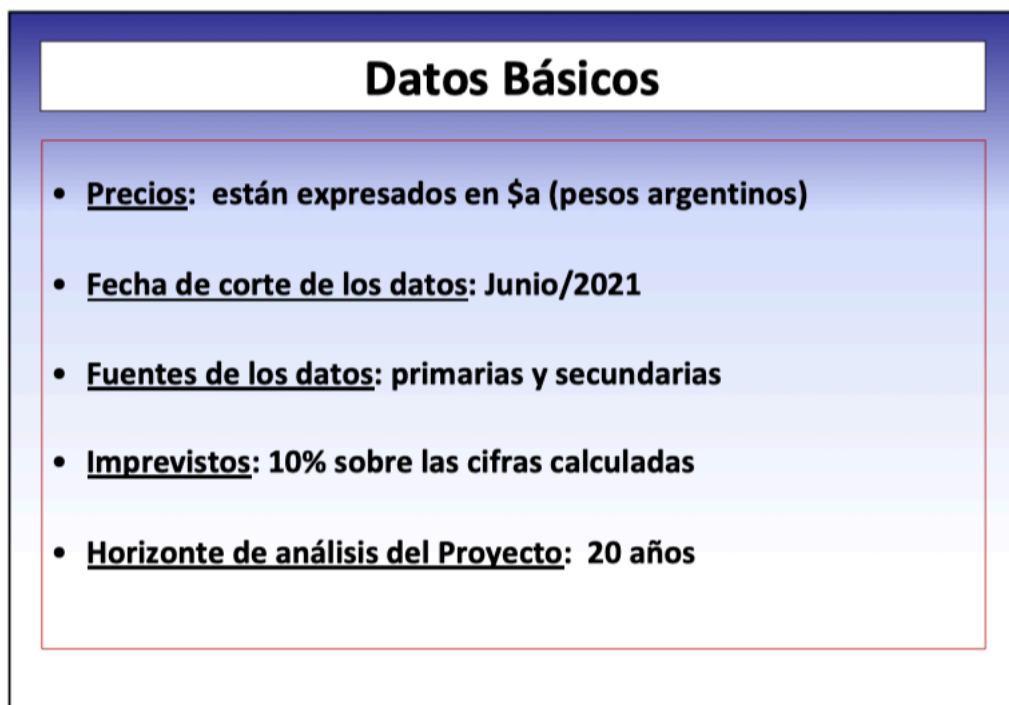 Datos Básicos
• Precios:  están expresados en $a (pesos argentinos)
• Fecha de corte de los datos: Junio/2021
• Fuentes de los datos: primarias y secundarias
• Imprevistos: 10% sobre las cifras calculadas
• Horizonte de análisis del Proyecto:  20 años